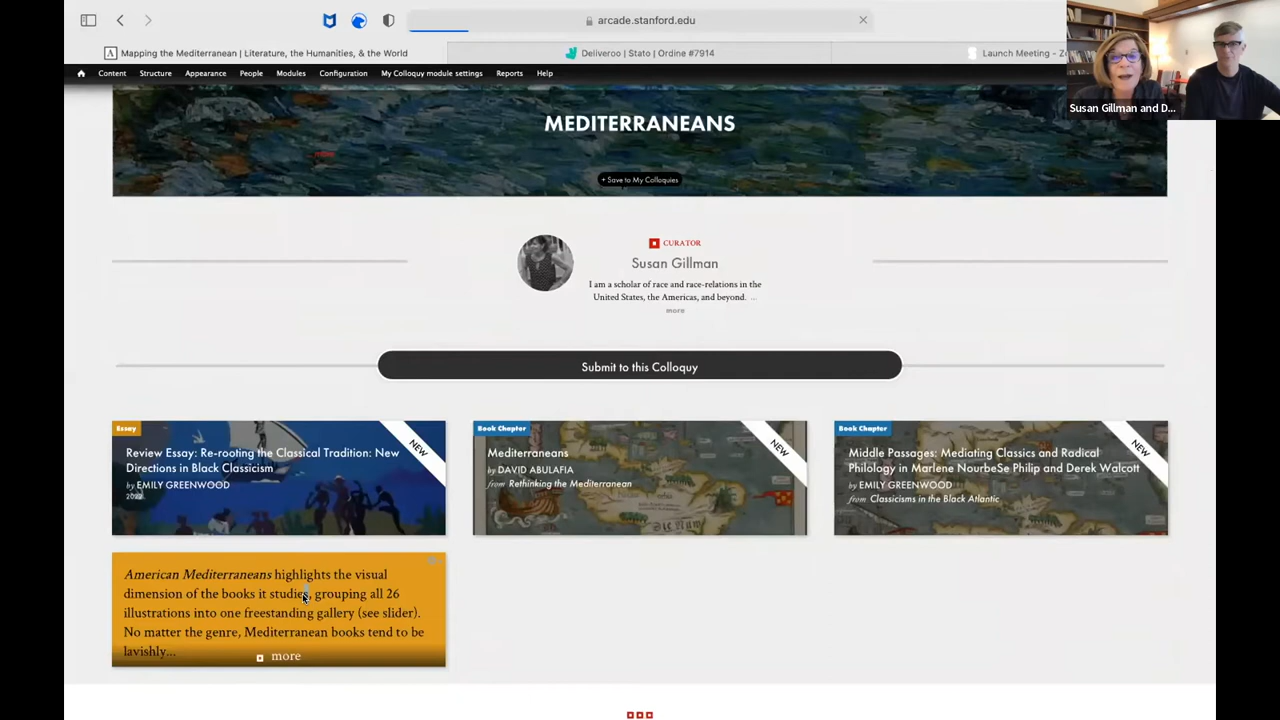 arcade.stanford.edu
Mapping the Mediterranean | Literature, the Humanities, & the World
Deliveroo | Stato | Ordine #7914
Launch Meeting - Zo
Content Structure Appearance People Modules Configuration My Colloquy module settings Reports Help
Susan Gillman and D...
MEDITERRANEANS
more
+ Save to My Colloquies
CURATOR
Susan Gillman
I am a scholar of race and race-relations in the
United States, the Americas, and beyond. ...
more
Submit to this Colloquy
Essay
NEW
Review Essay: Re-rooting the Classical Tradition: New
Directions in Black Classicism
by EMILY GREENWOOD
Book Chapter
NEW
Mediterraneans
by DAVID ABULAFIA
from Rethinking the Mediterranean
Book Chapter
NEW
Middle Passages: Mediating Classics and Radical
Philology in Marlene NourbeSe Philip and Derek Walcott
by EMILY GREENWOOD
from Classicisms in the Black Atlantic
American Mediterraneans highlights the visual
dimension of the books it studies, grouping all 26
illustrations into one freestanding gallery (see slider).
No matter the genre, Mediterranean books tend to be
lavishly...
more